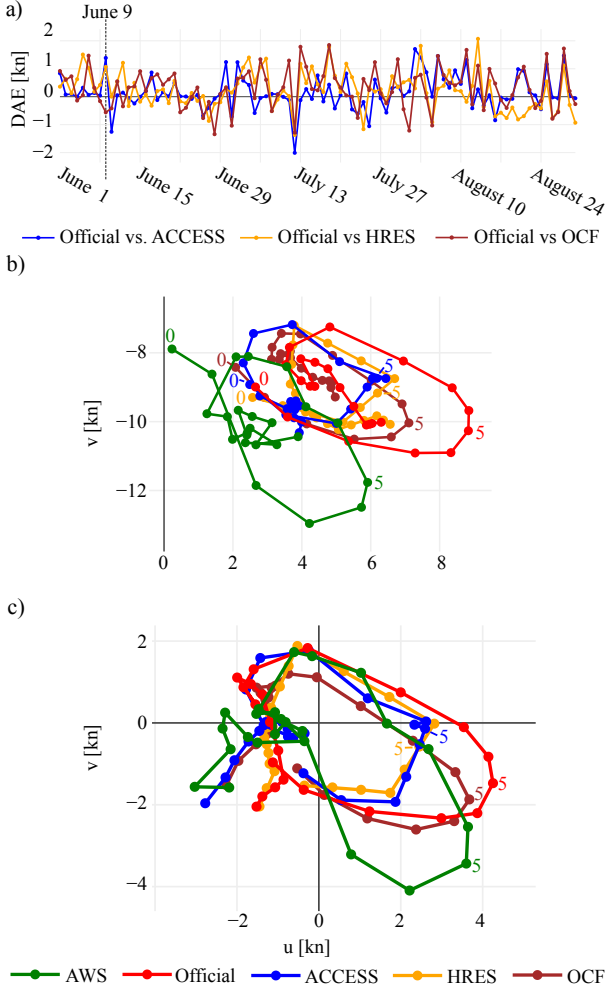 a)
June 9
DAE [kn]
2
1
0
−1
−2
June 1
June 15
June 29
July 13
July 27
August 10
August 24
Official vs. ACCESS
Official vs HRES
Official vs OCF
b)
0
0
0
0
5
5
5
5
5
v [kn]
−8
−10
−12
0
2
4
6
8
c)
v [kn]
2
0
−2
−4
5
5
5
5
5
−2
0
2
4
u [kn]
AWS
Official
ACCESS
HRES
OCF